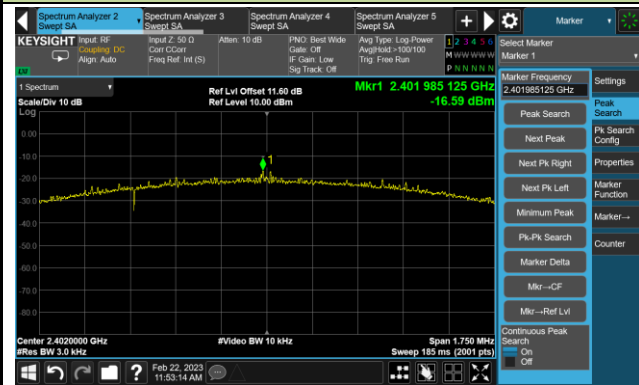 Spectrum Analyzer 2
Swept SA
Spectrum Analyzer 3
Swept SA
Spectrum Analyzer 4
Swept SA
Spectrum Analyzer 5
Swept SA
Marker
KEYSIGHT
Input: RF
Coupling: DC
Align: Auto
Input Z: 50 Ω
Corr CCorr
Freq Ref: Int (S)
Atten: 10 dB
PNO: Best Wide
Gate: Off
IF Gain: Low
Sig Track: Off
Avg Type: Log-Power
Avg|Hold:>100/100
Trig: Free Run
1 2 3 4 5 6
M W W W W W
P N N N N N
LXI
Select Marker
Marker 1
1 Spectrum
Scale/Div 10 dB
Log
Ref Lvl Offset 11.60 dB
Ref Level 10.00 dBm
Mkr1 2.401 985 125 GHz
-16.59 dBm
0.00
-10.0
-20.0
-30.0
-40.0
-50.0
-60.0
-70.0
-80.0
1
Center 2.4020000 GHz
#Res BW 3.0 kHz
#Video BW 10 kHz
Span 1.750 MHz
Sweep 185 ms (2001 pts)
Marker Frequency
2.401985125 GHz
Peak Search
Next Peak
Next Pk Right
Next Pk Left
Minimum Peak
Pk-Pk Search
Marker Delta
Mkr→CF
Mkr→Ref Lvl
Continuous Peak
Search
On
Off
Settings
Peak
Search
Pk Search
Config
Properties
Marker
Function
Marker→
Counter
?
Feb 22, 2023
11:53:14 AM